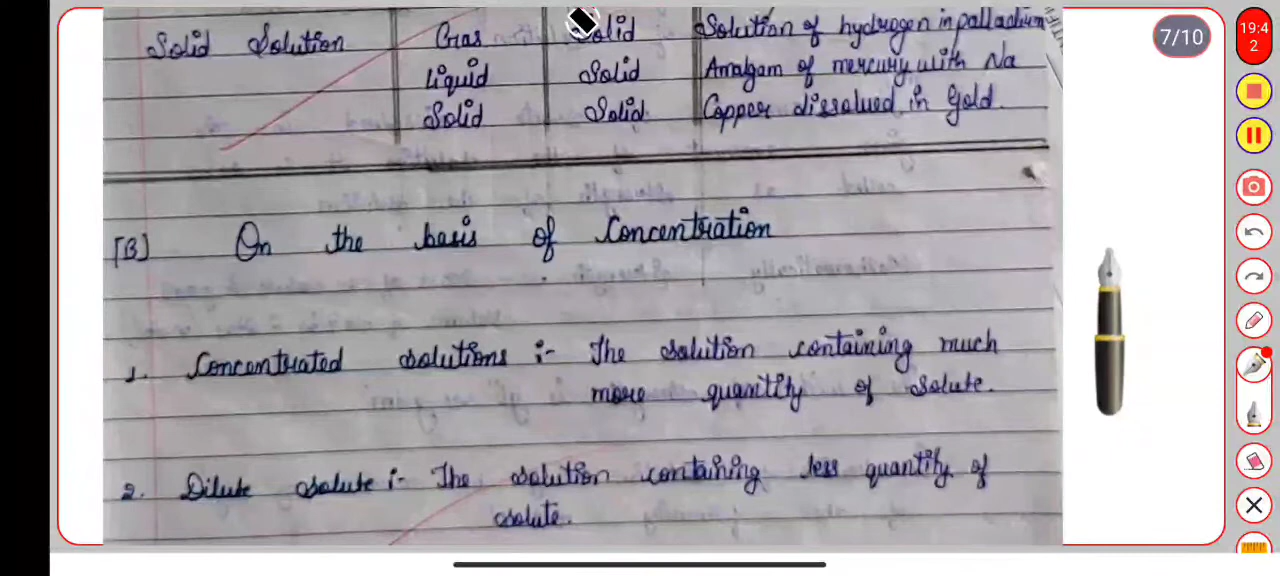 Solid Solution Gas Solid Solution of hydrogen in palladium
Liquid Solid Amalgam of mercury with Na
Solid Solid Copper dissolved in Gold.
[B] On the basis of Concentration
1. Concentrated solutions :- The solution containing much
more quantity of solute.
2. Dilute solute :- The solution containing less quantity of
solute.
7/10
19:4
2